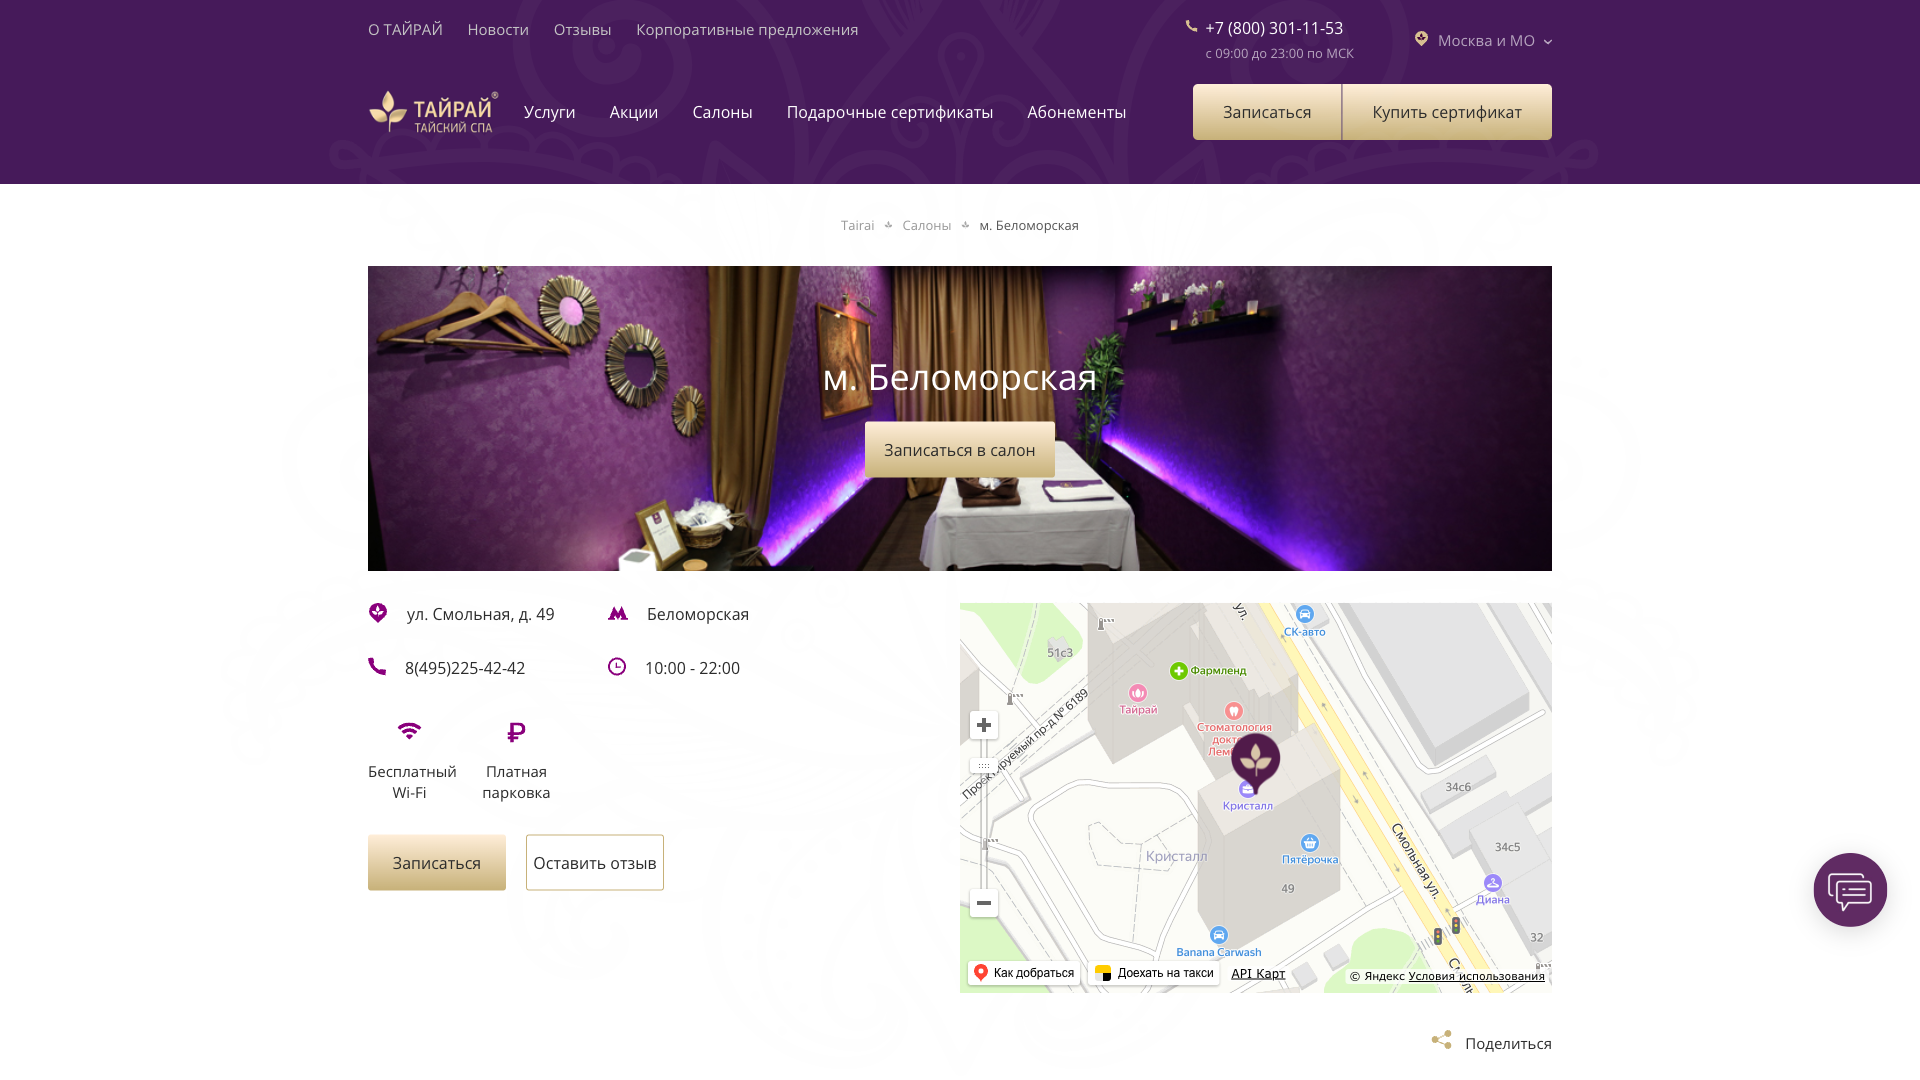 О ТАЙРАЙ
Новости
Отзывы
Корпоративные предложения
+7 (800) 301-11-53
с 09:00 до 23:00 по МСК
Москва и МО
ТАЙРАЙ®
ТАЙСКИЙ СПА
Услуги
Акции
Салоны
Подарочные сертификаты
Абонементы
Записаться
Купить сертификат
Tairai
Салоны
м. Беломорская
м. Беломорская
Записаться в салон
ул. Смольная, д. 49
Беломорская
8(495)225-42-42
10:00 - 22:00
Бесплатный
Wi-Fi
Платная
парковка
Записаться
Оставить отзыв
ул.
СК-авто
51с3
Фармленд
Тайрай
Стоматология
Проектируемый пр-д № 6189
Кристалл
34с6
Смольная ул.
Кристалл
Пятёрочка
34с5
49
Диана
32
Banana Carwash
Как добраться
Доехать на такси
API Карт
© Яндекс Условия использования
Поделиться